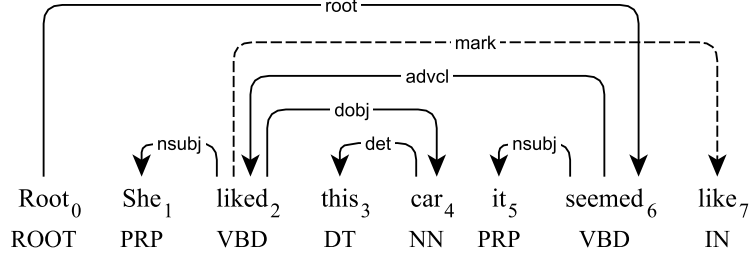 root
mark
advcl
dobj
nsubj det nsubj
Root0 She1 liked2 this3 car4 it5 seemed6 like7
ROOT PRP VBD DT NN PRP VBD IN